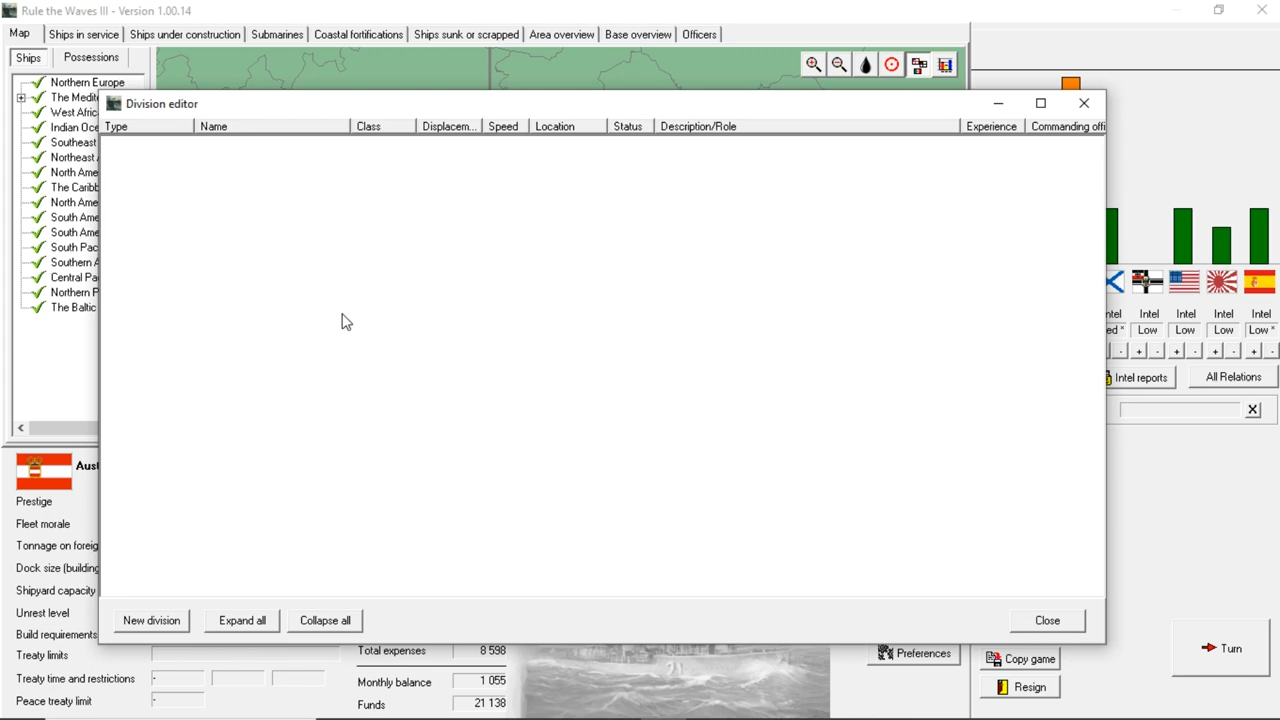 Rule the Waves III - Version 1.00.14
Map Ships in service Ships under construction Submarines Coastal fortifications Ships sunk or scrapped Area overview Base overview Officers
Ships Possessions
Northern Europe
The Medite
West Afric
Indian Oce
Southeast
Northeast A
North Ame
The Caribb
North Ame
South Ame
South Ame
South Pac
Southern A
Central Pa
Northern P
The Baltic
Division editor
Type Name Class Displacem... Speed Location Status Description/Role Experience Commanding offi
New division Expand all Collapse all Close
ntel Intel Intel Intel Intel
ed * Low Low Low Low *
- + - + - + - + -
Intel reports All Relations
X
Aust
Prestige
Fleet morale
Tonnage on foreig
Dock size (building
Shipyard capacity
Unrest level
Build requirements
Treaty limits
Treaty time and restrictions -
Peace treaty limit -
Total expenses 8 598
Monthly balance 1 055
Funds 21 138
Preferences
Copy game
Resign
Turn